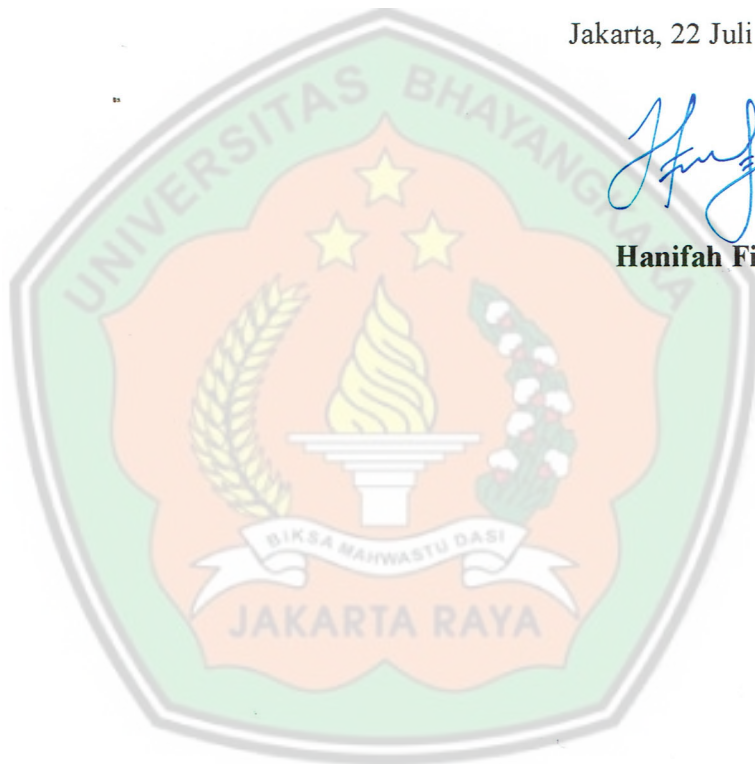 Jakarta, 22 Juli
UNIVERSITAS BHAYANGKARA
Hanifah Fi
BIKSA MAHWASTU DASI
JAKARTA RAYA